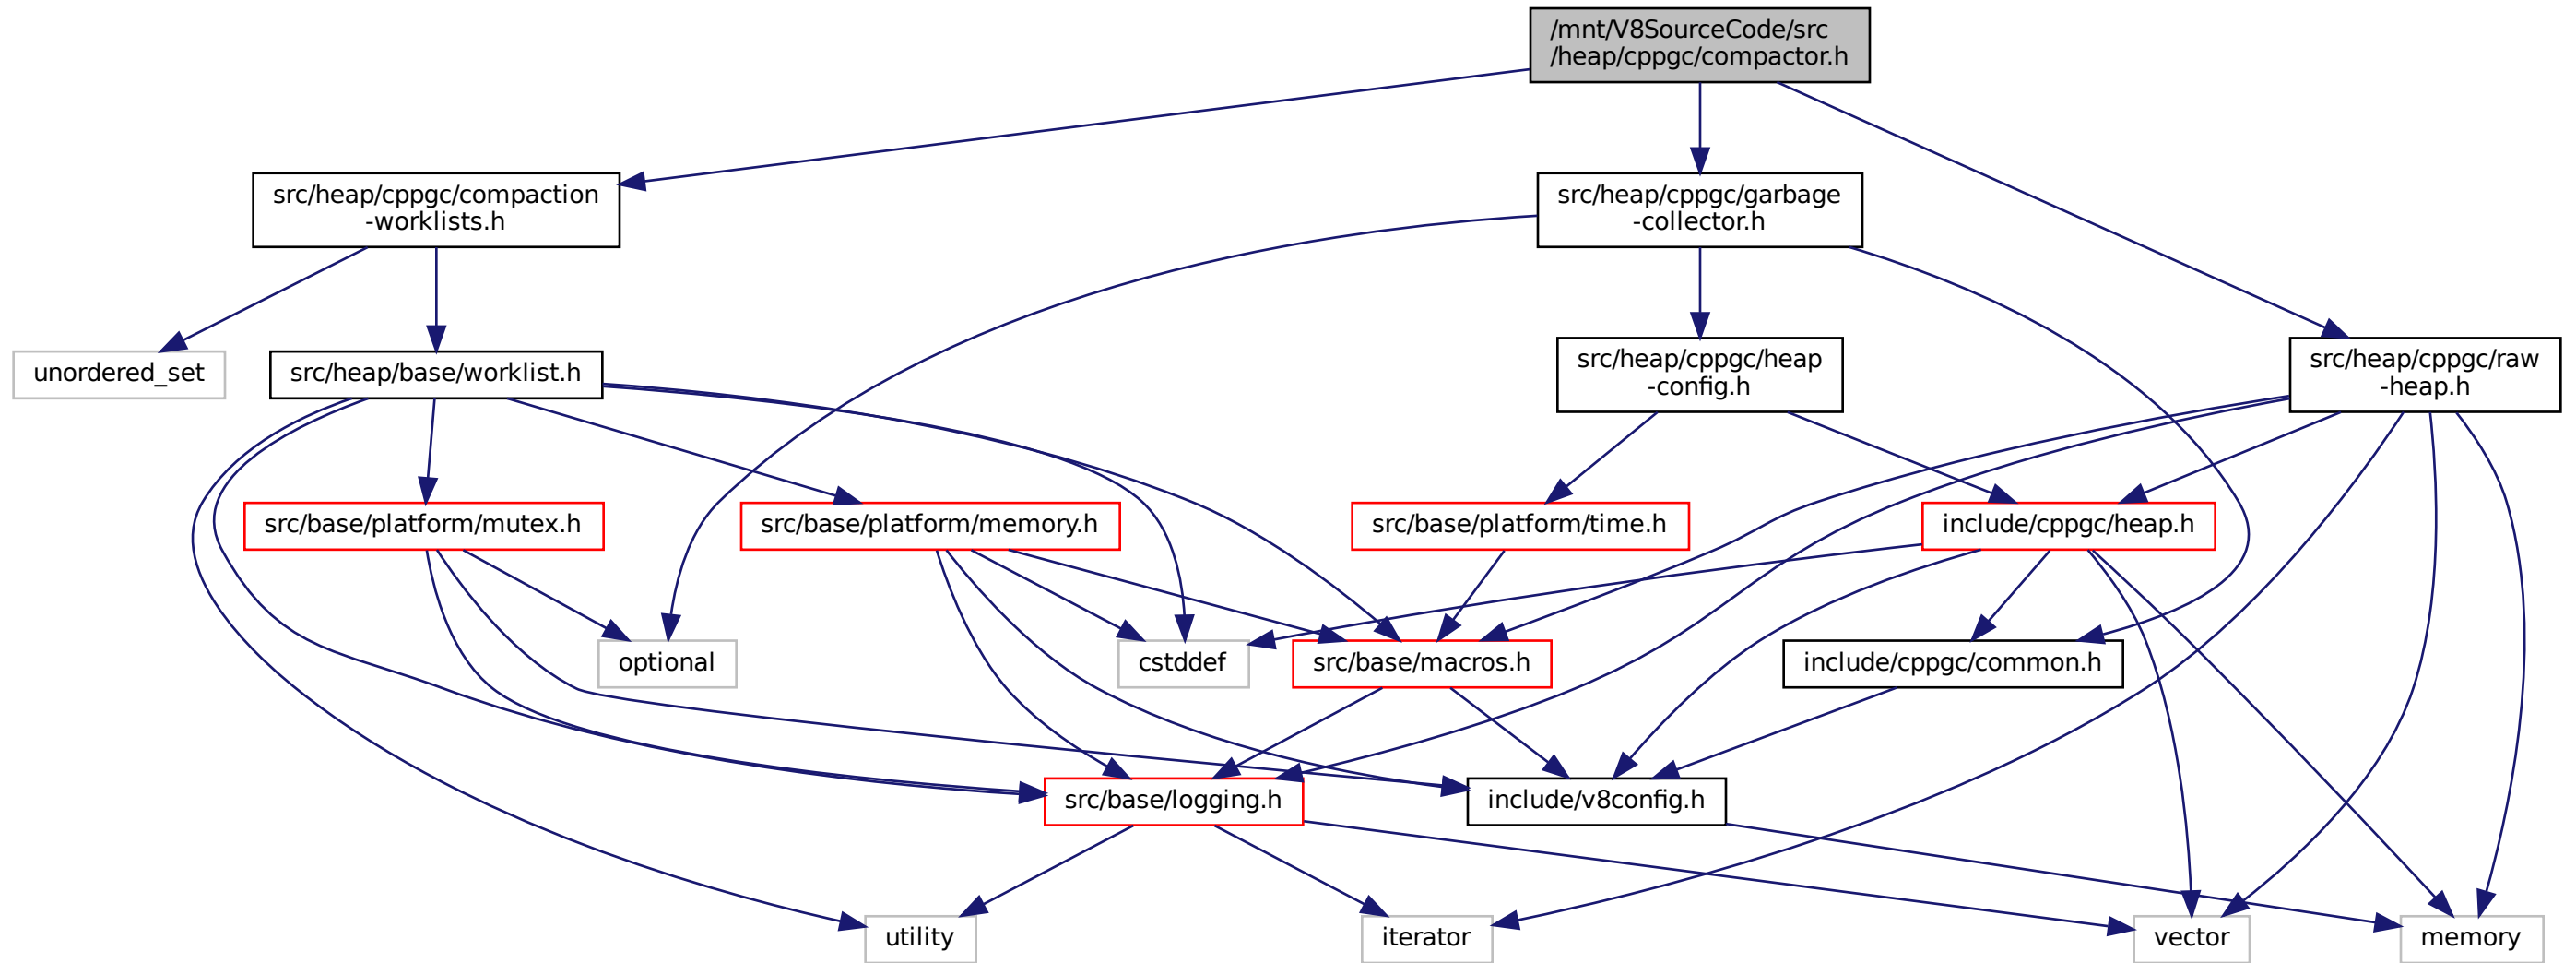 /mnt/V8SourceCode/src
/heap/cppgc/compactor.h
src/heap/cppgc/compaction
-worklists.h
src/heap/cppgc/garbage
-collector.h
unordered_set
src/heap/base/worklist.h
src/heap/cppgc/heap
-config.h
src/heap/cppgc/raw
-heap.h
src/base/platform/mutex.h
src/base/platform/memory.h
src/base/platform/time.h
include/cppgc/heap.h
optional
cstddef
src/base/macros.h
include/cppgc/common.h
src/base/logging.h
include/v8config.h
utility
iterator
vector
memory